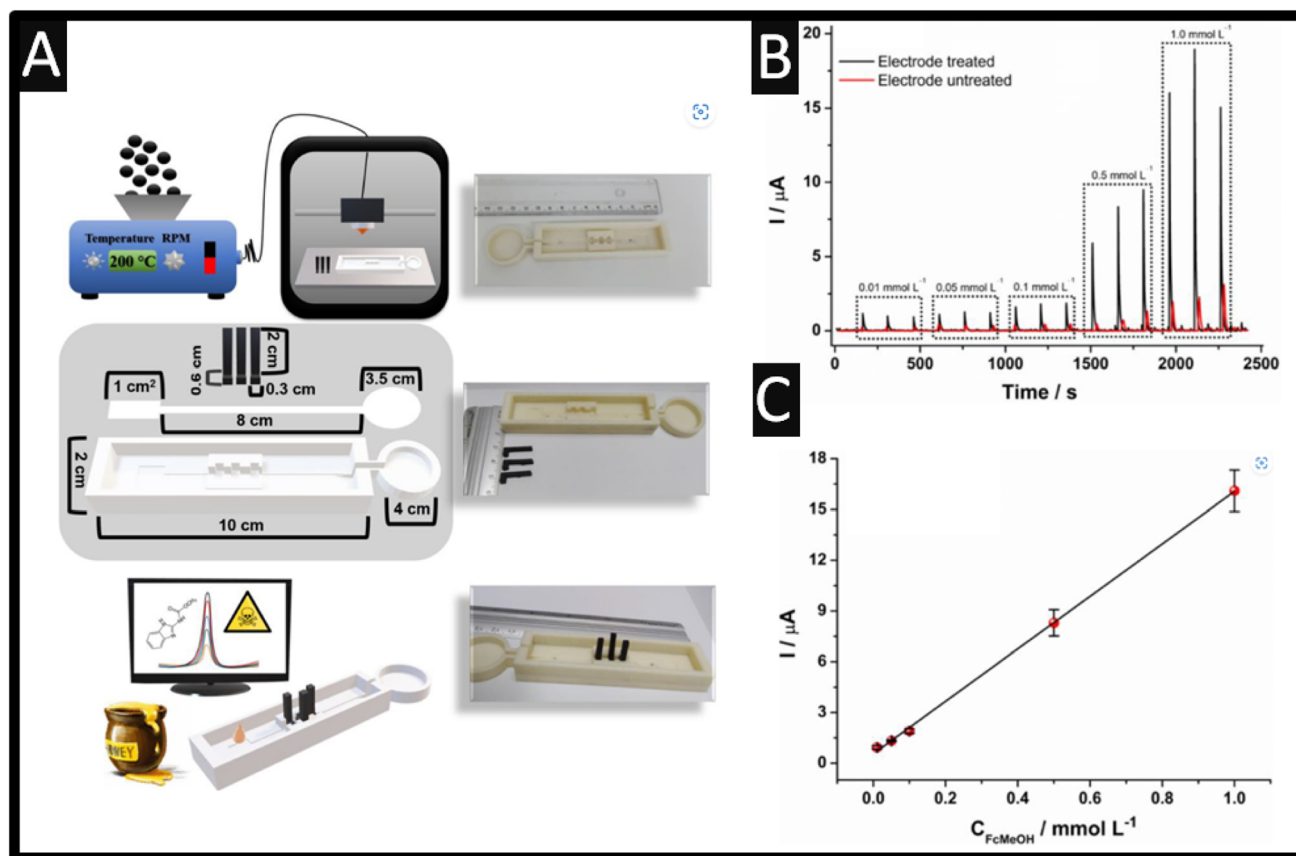 A
Temperature RPM
200 °C
2 cm
0.6 cm
0.3 cm
1 cm²
3.5 cm
8 cm
2 cm
10 cm
4 cm
B
Electrode treated
Electrode untreated
0.01 mmol L⁻¹
0.05 mmol L⁻¹
0.1 mmol L⁻¹
0.5 mmol L⁻¹
1.0 mmol L⁻¹
I / µA
20
15
10
5
0
0 500 1000 1500 2000 2500
Time / s
C
I / µA
18
15
12
9
6
3
0
0.0 0.2 0.4 0.6 0.8 1.0
C_FcMeOH / mmol L⁻¹